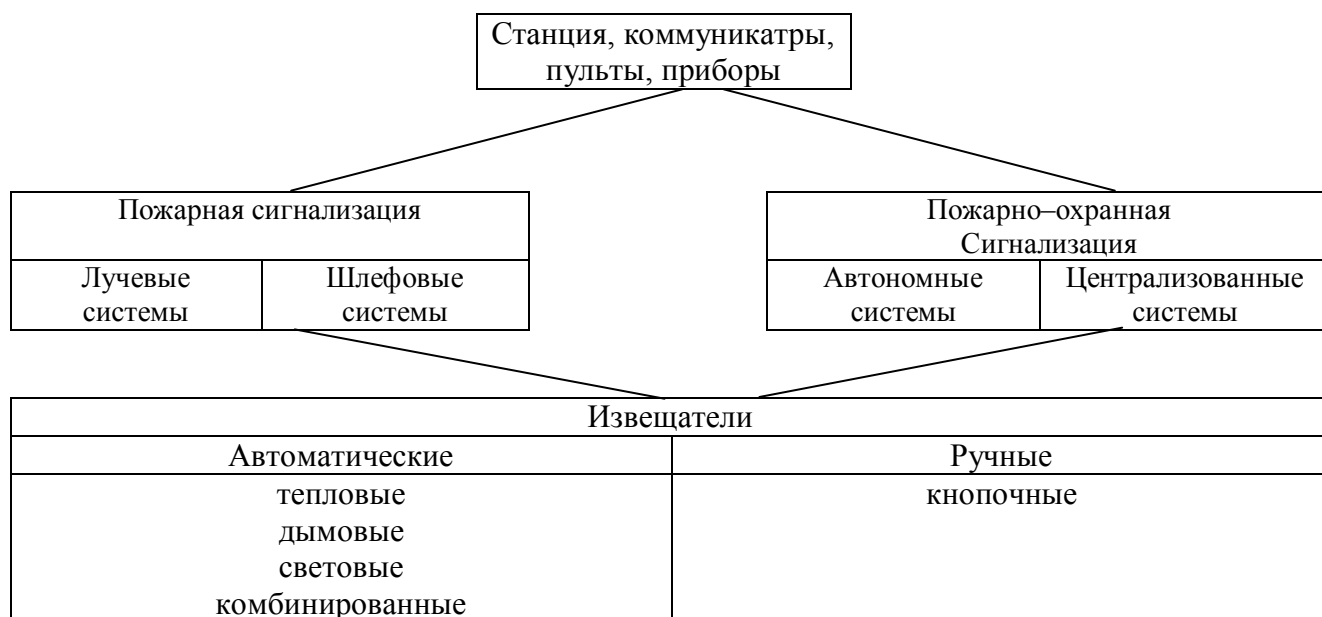 Станция, коммуникатры,
пульты, приборы
Пожарная сигнализация
Пожарно–охранная
Сигнализация
Лучевые
системы
Шлефовые
системы
Автономные
системы
Централизованные
системы
Извещатели
Автоматические
Ручные
тепловые
кнопочные
дымовые
световые
комбинированные